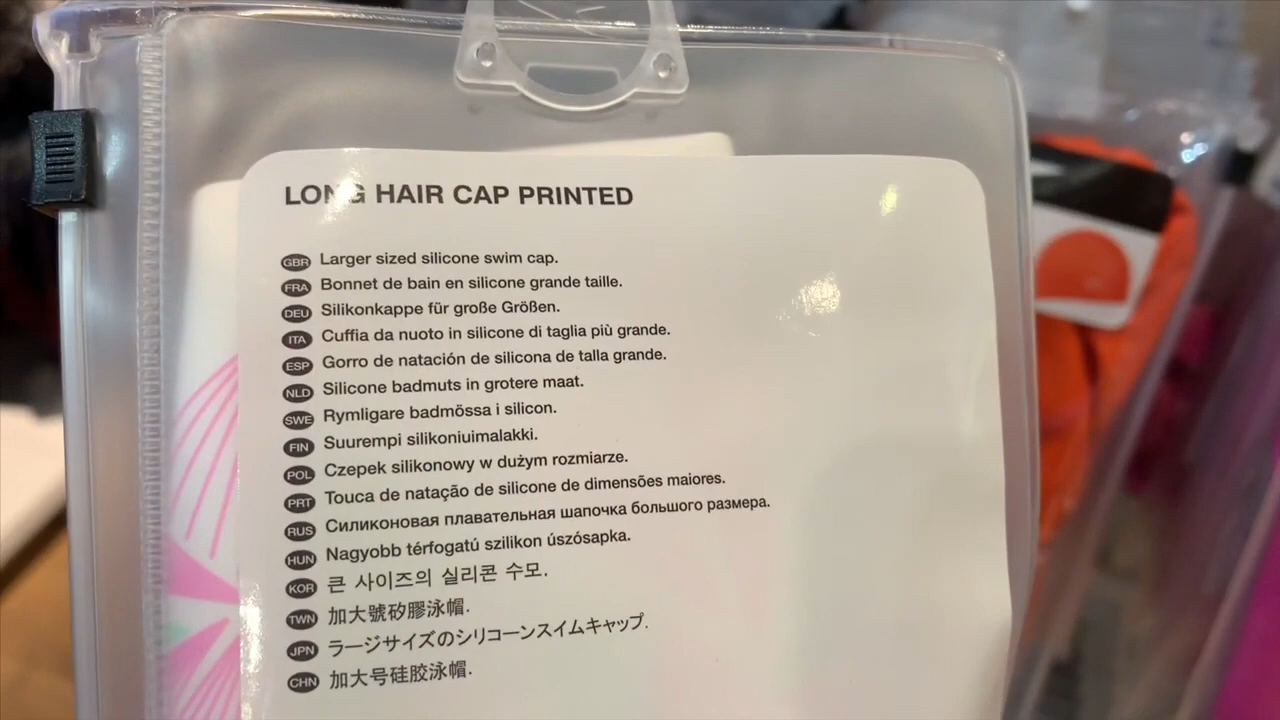 LONG HAIR CAP PRINTED
GBR Larger sized silicone swim cap.
FRA Bonnet de bain en silicone grande taille.
DEU Silikonkappe für große Größen.
ITA Cuffia da nuoto in silicone di taglia più grande.
ESP Gorro de natación de silicona de talla grande.
NLD Silicone badmuts in grotere maat.
SWE Rymligare badmössa i silicon.
FIN Suurempi silikoniuimalakki.
POL Czepek silikonowy w dużym rozmiarze.
PRT Touca de natação de silicone de dimensões maiores.
RUS Силиконовая плавательная шапочка большого размера.
HUN Nagyobb térfogatú szilikon úszósapka.
KOR 큰 사이즈의 실리콘 수모.
TWN 加大號矽膠泳帽.
JPN ラージサイズのシリコーンスイムキャップ.
CHN 加大号硅胶泳帽.